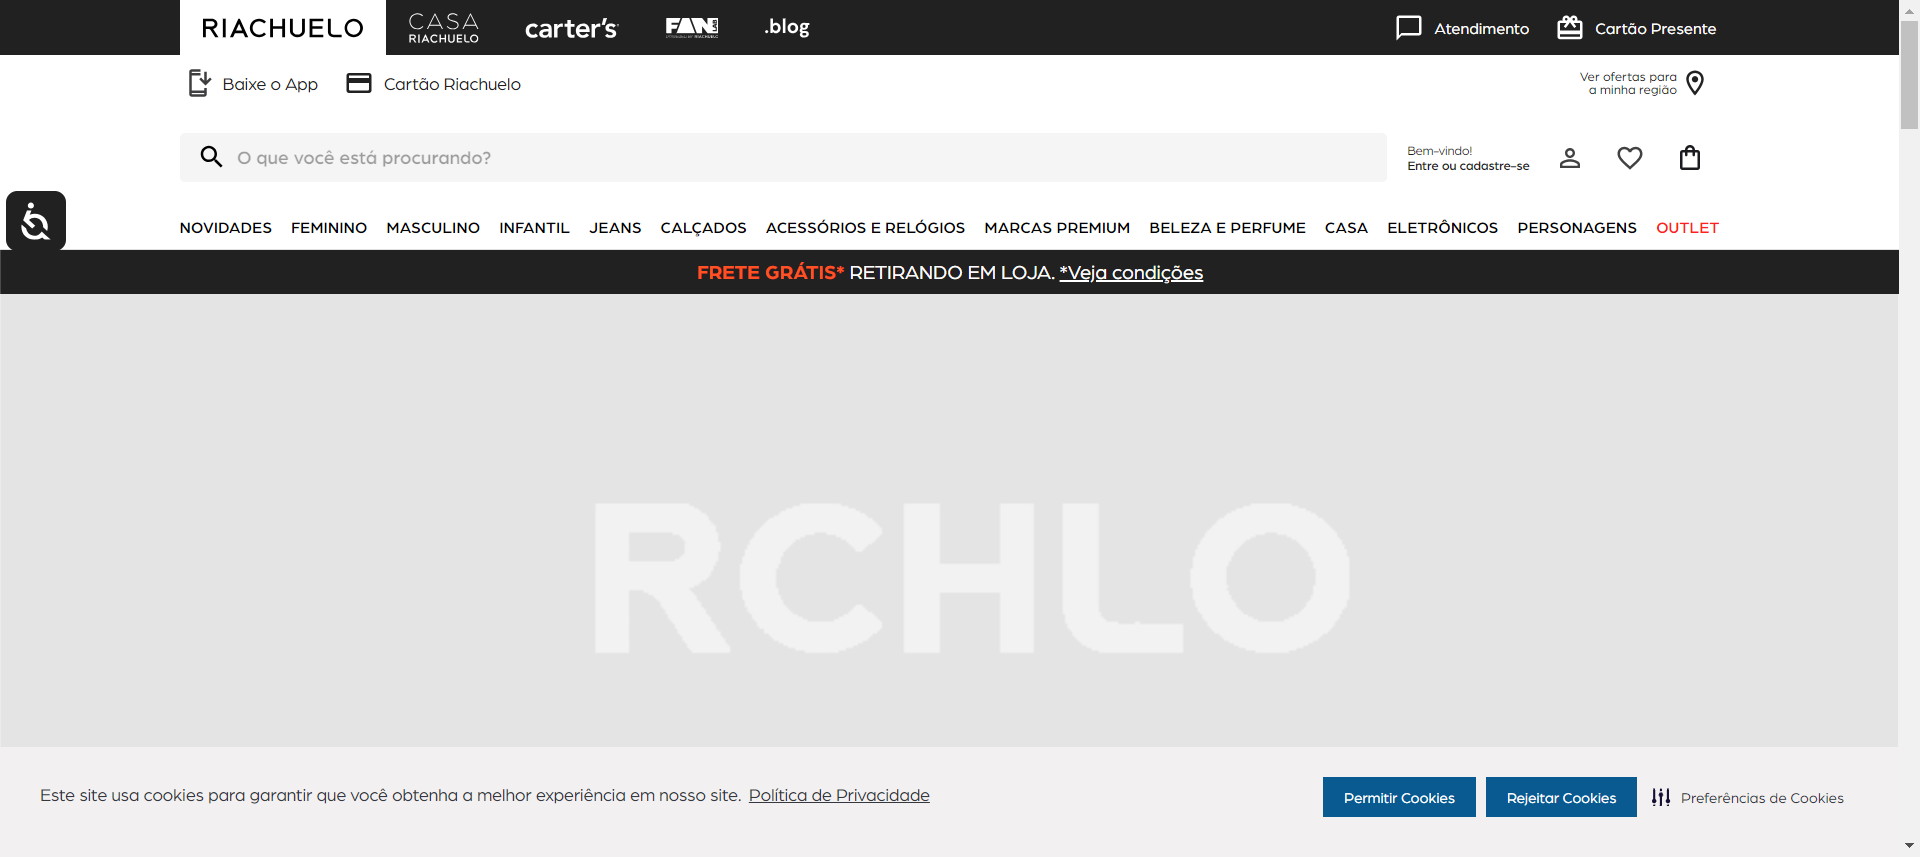 RIACHUELO
CASA
RIACHUELO
carter's
FAN
.blog
Atendimento
Cartão Presente
Baixe o App
Cartão Riachuelo
Ver ofertas para
a minha região
O que você está procurando?
Bem-vindo!
Entre ou cadastre-se
NOVIDADES FEMININO MASCULINO INFANTIL JEANS CALÇADOS ACESSÓRIOS E RELÓGIOS MARCAS PREMIUM BELEZA E PERFUME CASA ELETRÔNICOS PERSONAGENS OUTLET
FRETE GRÁTIS* RETIRANDO EM LOJA. *Veja condições
RCHLO
Este site usa cookies para garantir que você obtenha a melhor experiência em nosso site. Política de Privacidade
Permitir Cookies
Rejeitar Cookies
Preferências de Cookies